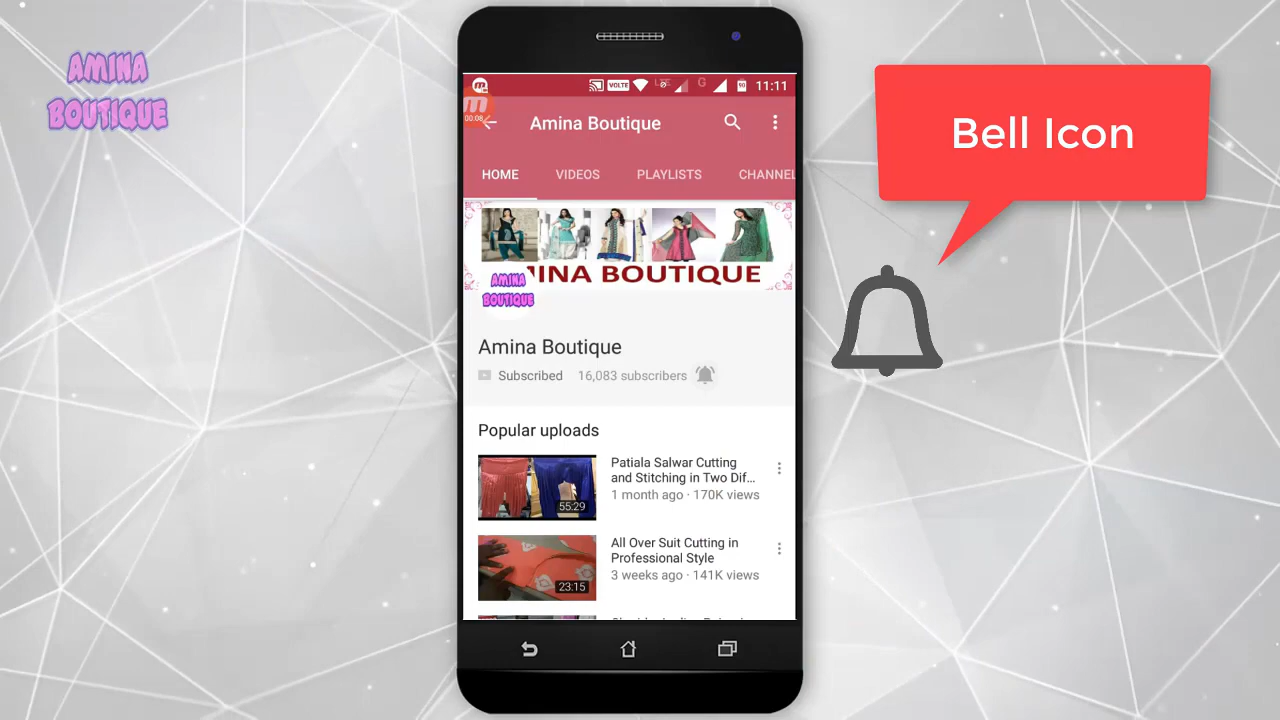 AMINA
BOUTIQUE
VOLTE
LTE
G
90
11:11
00:08
Amina Boutique
HOME
VIDEOS
PLAYLISTS
CHANNEL
INA BOUTIQUE
AMINA
BOUTIQUE
Amina Boutique
Subscribed
16,083 subscribers
Popular uploads
Patiala Salwar Cutting
and Stitching in Two Dif...
1 month ago · 170K views
55:29
All Over Suit Cutting in
Professional Style
3 weeks ago · 141K views
23:15
Bell Icon